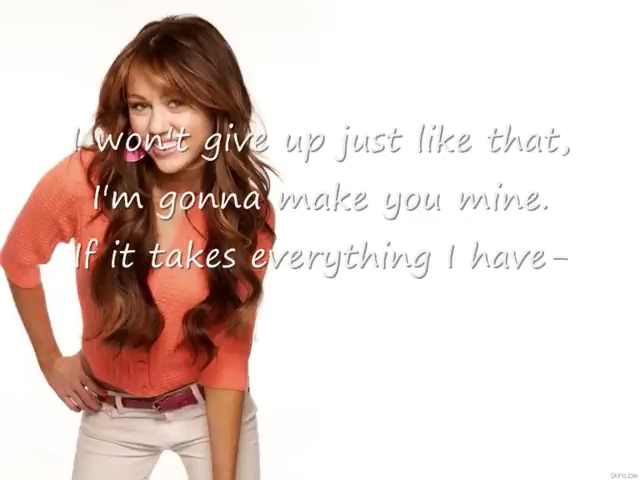 I won't give up just like that,
I'm gonna make you mine.
If it takes everything I have-